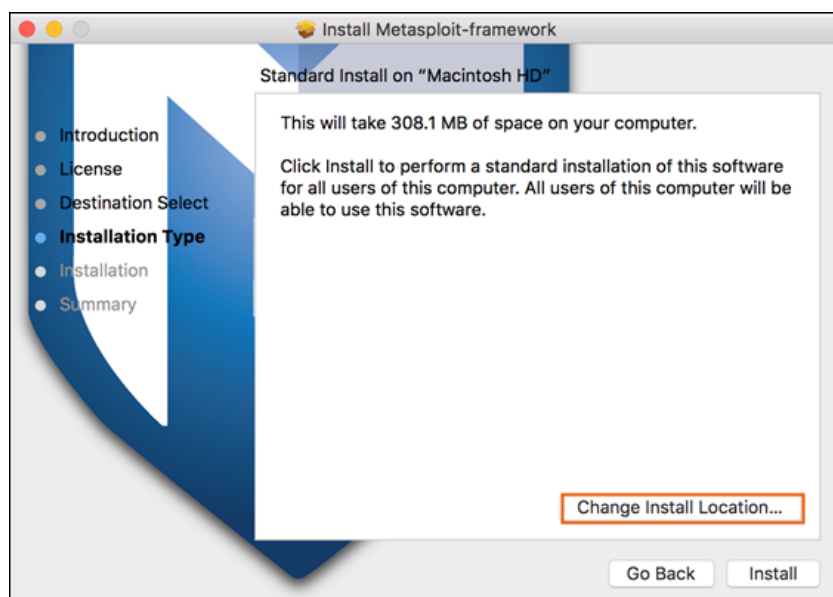 Install Metasploit-framework
Standard Install on "Macintosh HD"
Introduction
License
Destination Select
Installation Type
Installation
Summary
This will take 308.1 MB of space on your computer.
Click Install to perform a standard installation of this software
for all users of this computer. All users of this computer will be
able to use this software.
Change Install Location...
Go Back
Install